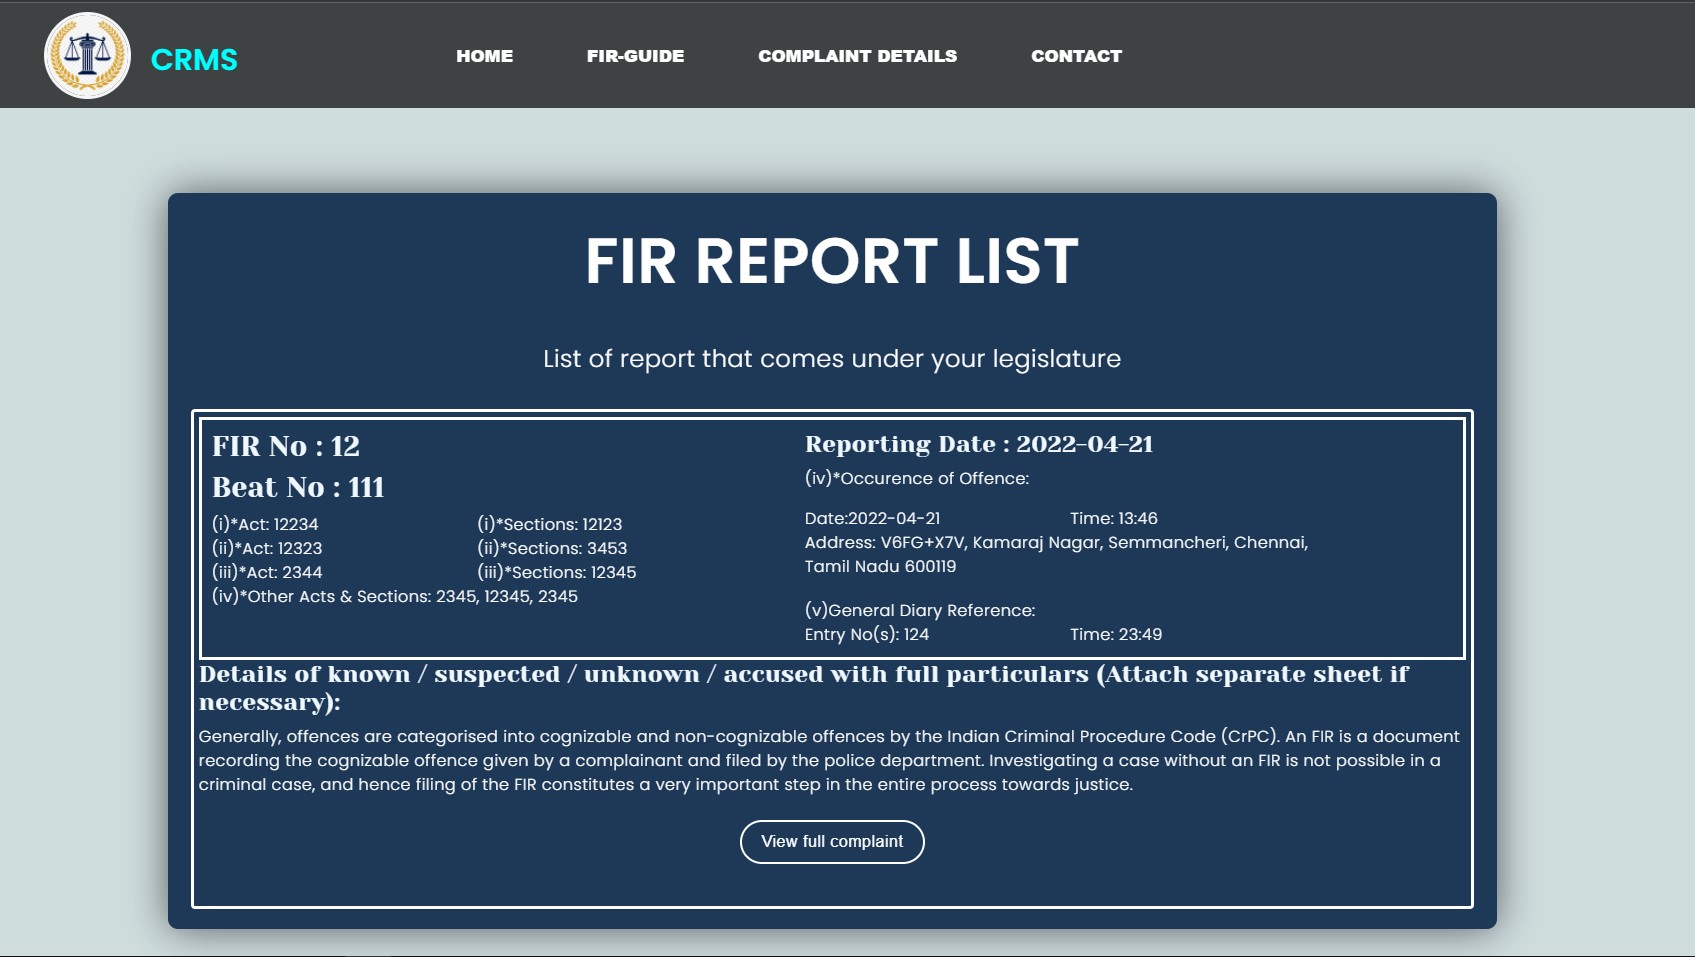 CRMS
HOME
FIR-GUIDE
COMPLAINT DETAILS
CONTACT
FIR REPORT LIST
List of report that comes under your legislature
FIR No : 12
Beat No : 111
(i)*Act: 12234 (i)*Sections: 12123
(ii)*Act: 12323 (ii)*Sections: 3453
(iii)*Act: 2344 (iii)*Sections: 12345
(iv)*Other Acts & Sections: 2345, 12345, 2345
Reporting Date : 2022-04-21
(iv)*Occurence of Offence:
Date:2022-04-21 Time: 13:46
Address: V6FG+X7V, Kamaraj Nagar, Semmancheri, Chennai,
Tamil Nadu 600119
(v)General Diary Reference:
Entry No(s): 124 Time: 23:49
Details of known / suspected / unknown / accused with full particulars (Attach separate sheet if
necessary):
Generally, offences are categorised into cognizable and non-cognizable offences by the Indian Criminal Procedure Code (CrPC). An FIR is a document
recording the cognizable offence given by a complainant and filed by the police department. Investigating a case without an FIR is not possible in a
criminal case, and hence filing of the FIR constitutes a very important step in the entire process towards justice.
View full complaint